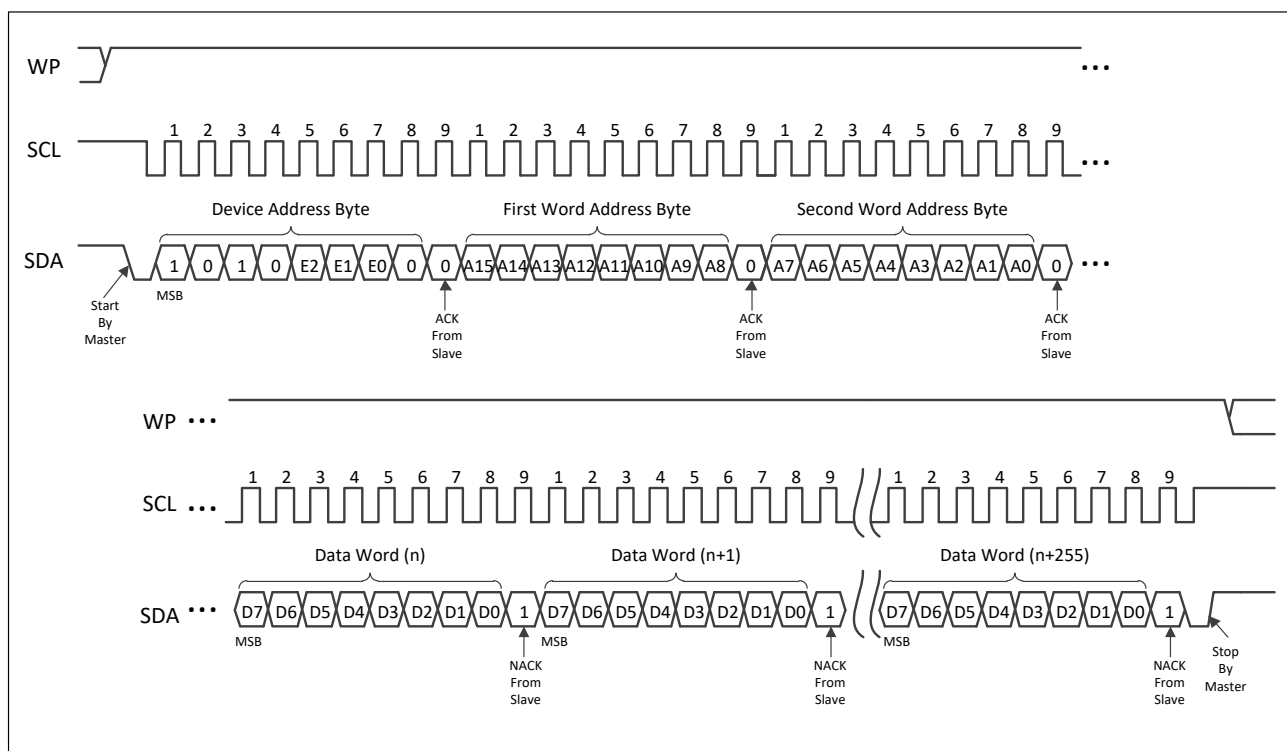 WP ...
1 2 3 4 5 6 7 8 9 1 2 3 4 5 6 7 8 9 1 2 3 4 5 6 7 8 9
SCL ...
Device Address Byte First Word Address Byte Second Word Address Byte
SDA 1 0 1 0 E2 E1 E0 0 0 A15 A14 A13 A12 A11 A10 A9 A8 0 A7 A6 A5 A4 A3 A2 A1 A0 0 ...
MSB
Start
By
Master
ACK
From
Slave
ACK
From
Slave
ACK
From
Slave
WP ...
1 2 3 4 5 6 7 8 9 1 2 3 4 5 6 7 8 9 1 2 3 4 5 6 7 8 9
SCL ...
Data Word (n) Data Word (n+1) Data Word (n+255)
SDA ... D7 D6 D5 D4 D3 D2 D1 D0 1 D7 D6 D5 D4 D3 D2 D1 D0 1 D7 D6 D5 D4 D3 D2 D1 D0 1
MSB MSB MSB
NACK
From
Slave
NACK
From
Slave
NACK
From
Slave
Stop
By
Master